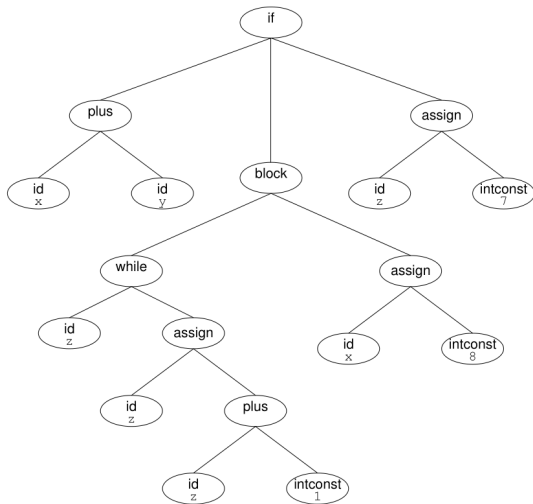 if
plus
assign
id
x
id
y
block
id
z
intconst
7
while
assign
id
z
assign
id
x
intconst
8
id
z
plus
id
z
intconst
1